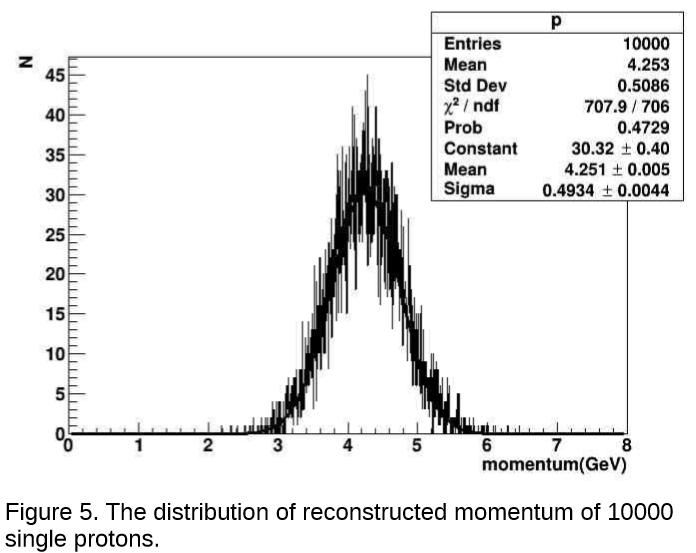 p
Entries 10000
Mean 4.253
Std Dev 0.5086
χ² / ndf 707.9 / 706
Prob 0.4729
Constant 30.32 ± 0.40
Mean 4.251 ± 0.005
Sigma 0.4934 ± 0.0044
N
45
40
35
30
25
20
15
10
5
0
0 1 2 3 4 5 6 7 8
momentum(GeV)
Figure 5. The distribution of reconstructed momentum of 10000
single protons.